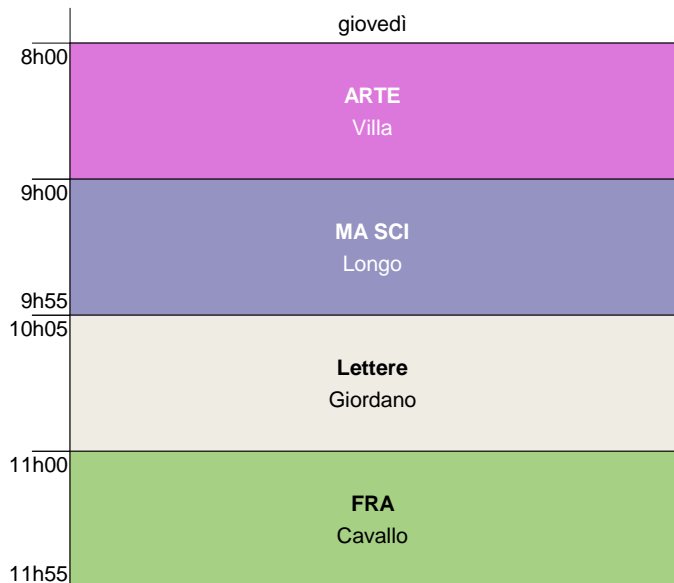 giovedì
8h00
ARTE
Villa
9h00
MA SCI
Longo
9h55
10h05
Lettere
Giordano
11h00
FRA
Cavallo
11h55